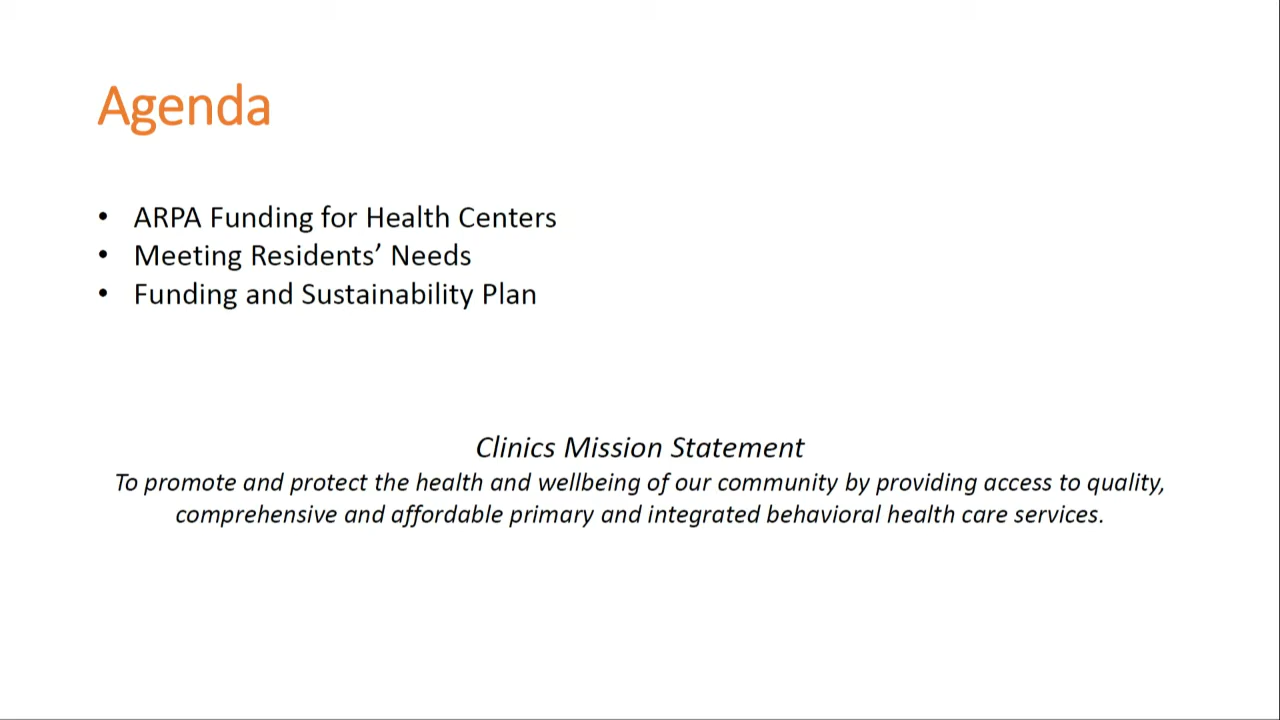 Agenda
• ARPA Funding for Health Centers
• Meeting Residents’ Needs
• Funding and Sustainability Plan
Clinics Mission Statement
To promote and protect the health and wellbeing of our community by providing access to quality,
comprehensive and affordable primary and integrated behavioral health care services.